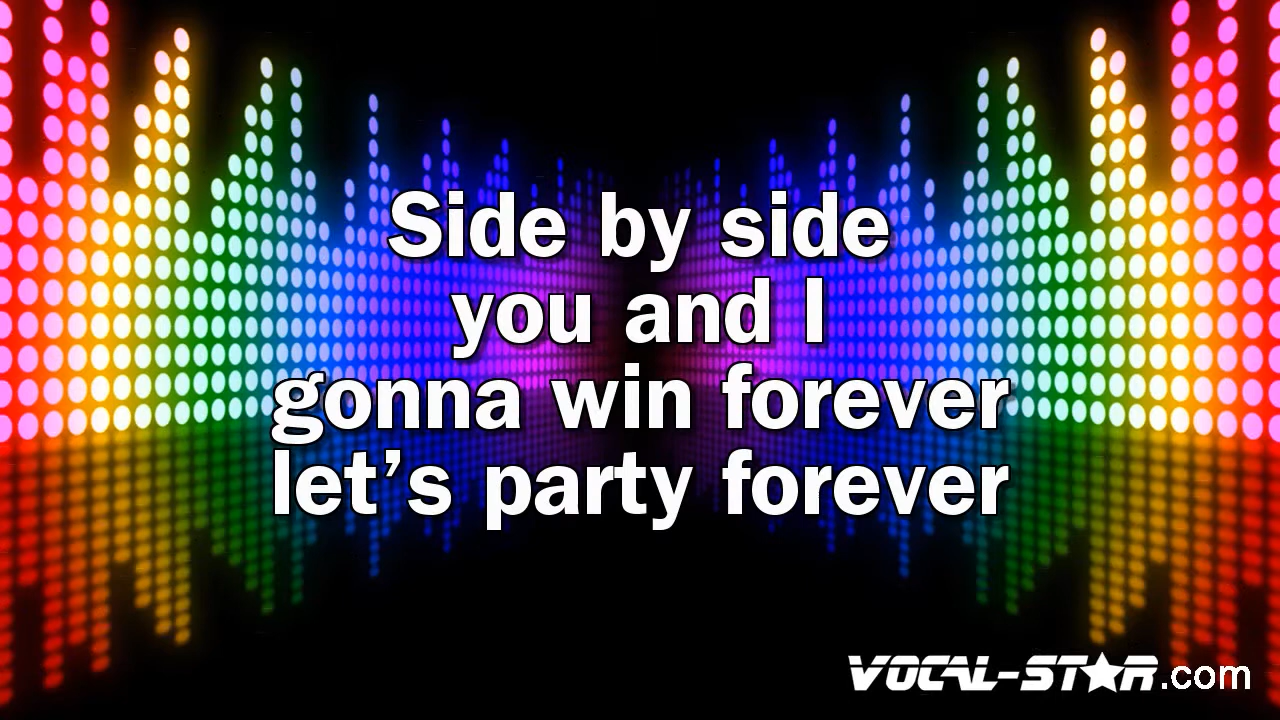 Side by side
you and I
gonna win forever
let's party forever
VOCAL-STAR.com